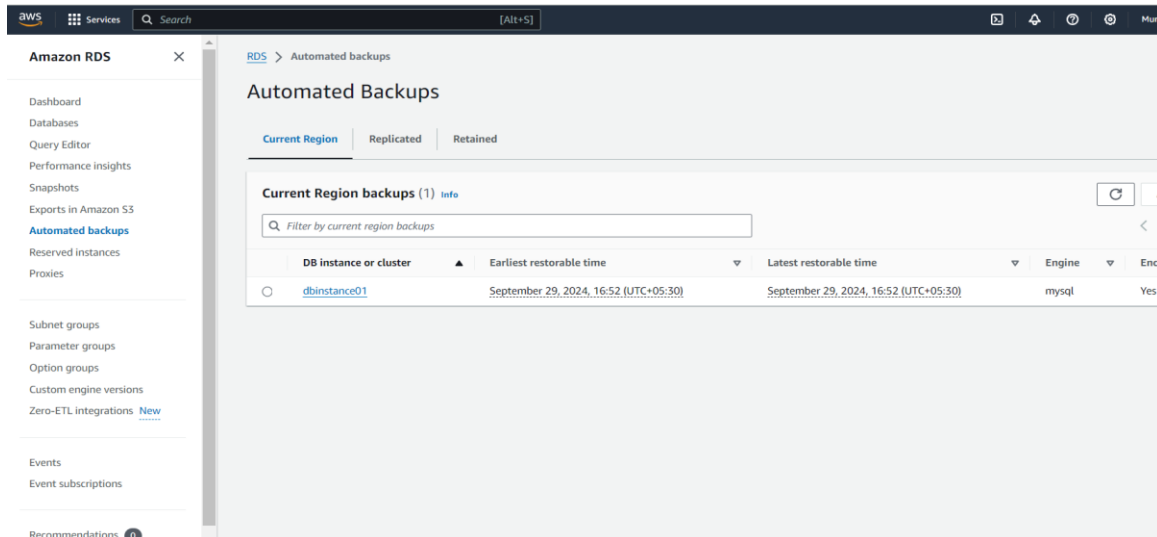 aws Services Search [Alt+S]
Amazon RDS
Dashboard
Databases
Query Editor
Performance insights
Snapshots
Exports in Amazon S3
Automated backups
Reserved instances
Proxies
Subnet groups
Parameter groups
Option groups
Custom engine versions
Zero-ETL integrations New
Events
Event subscriptions
Recommendations 0
RDS > Automated backups
Automated Backups
Current Region Replicated Retained
Current Region backups (1) Info
Filter by current region backups
DB instance or cluster Earliest restorable time Latest restorable time Engine
dbinstance01 September 29, 2024, 16:52 (UTC+05:30) September 29, 2024, 16:52 (UTC+05:30) mysql Yes